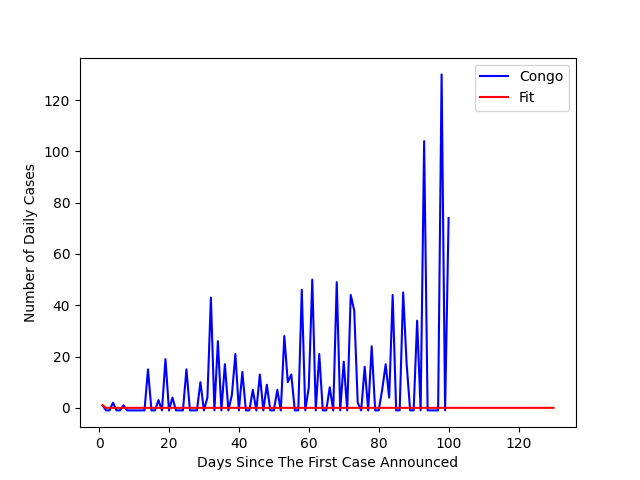 Congo
Fit
Number of Daily Cases
120
100
80
60
40
20
0
0 20 40 60 80 100 120
Days Since The First Case Announced